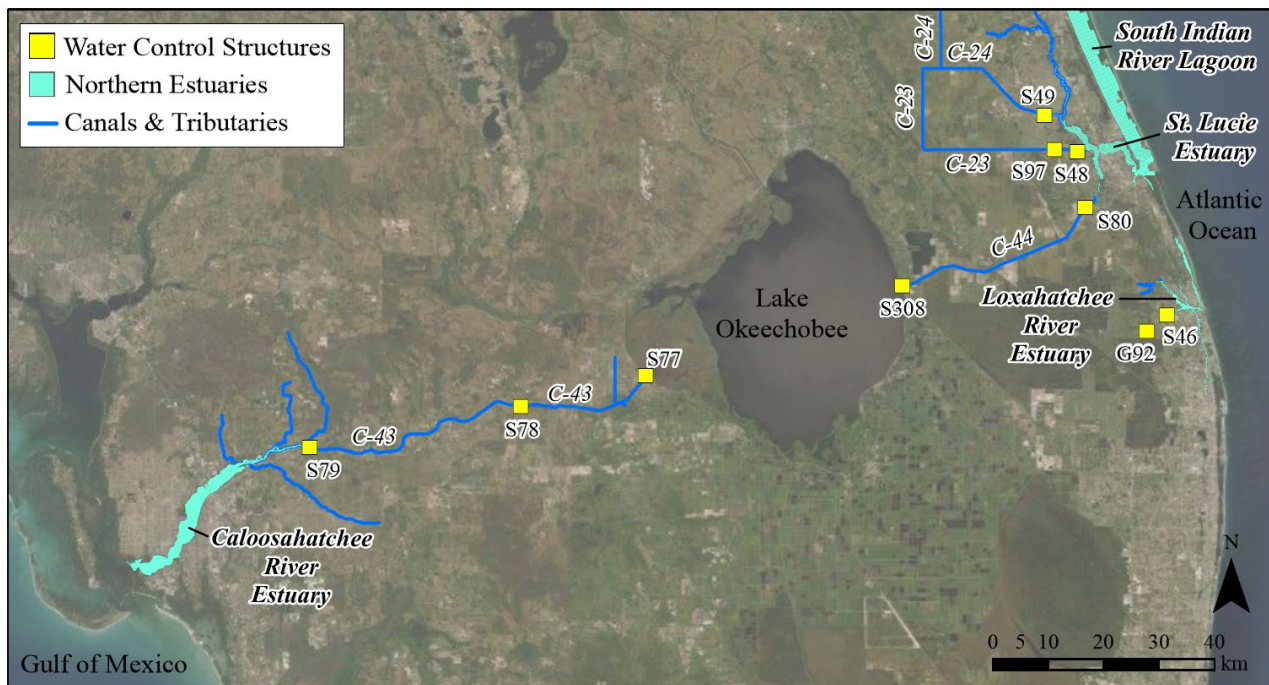 Water Control Structures
Northern Estuaries
Canals & Tributaries
C-24
C-24
South Indian
River Lagoon
C-23
S49
St. Lucie
Estuary
C-23
S97
S48
Atlantic
Ocean
S80
C-44
Lake
Okeechobee
S308
Loxahatchee
River
Estuary
S46
G92
S77
C-43
S78
C-43
S79
Caloosahatchee
River
Estuary
Gulf of Mexico
N
0 5 10 20 30 40
km